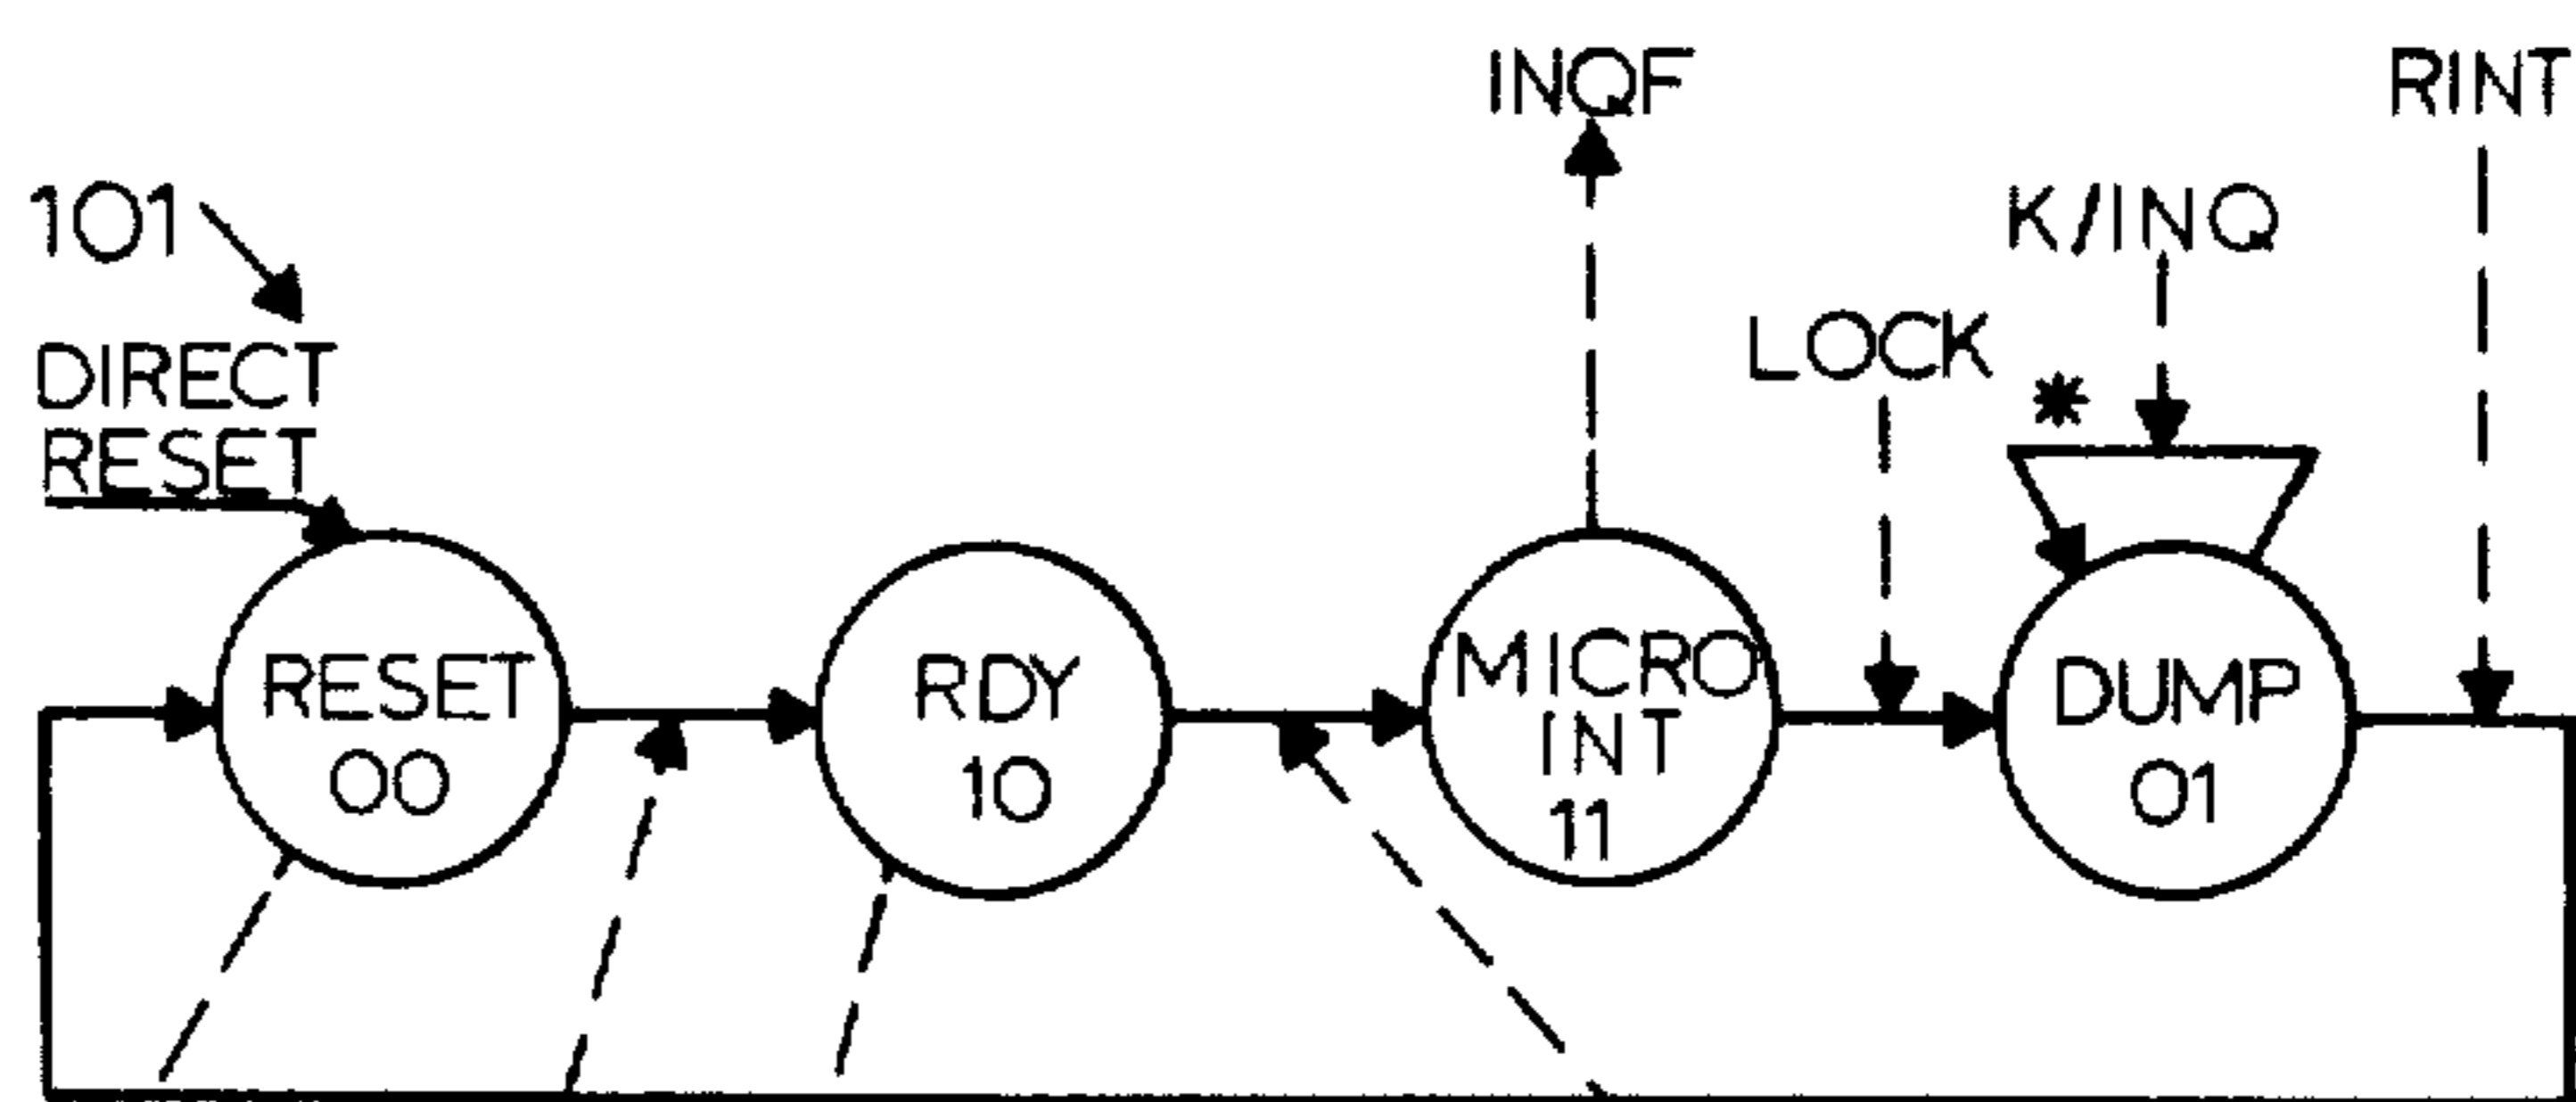 INQF
RINT
101
K/INQ
LOCK
DIRECT
RESET
*
RESET
00
RDY
10
MICRO
INT
11
DUMP
01